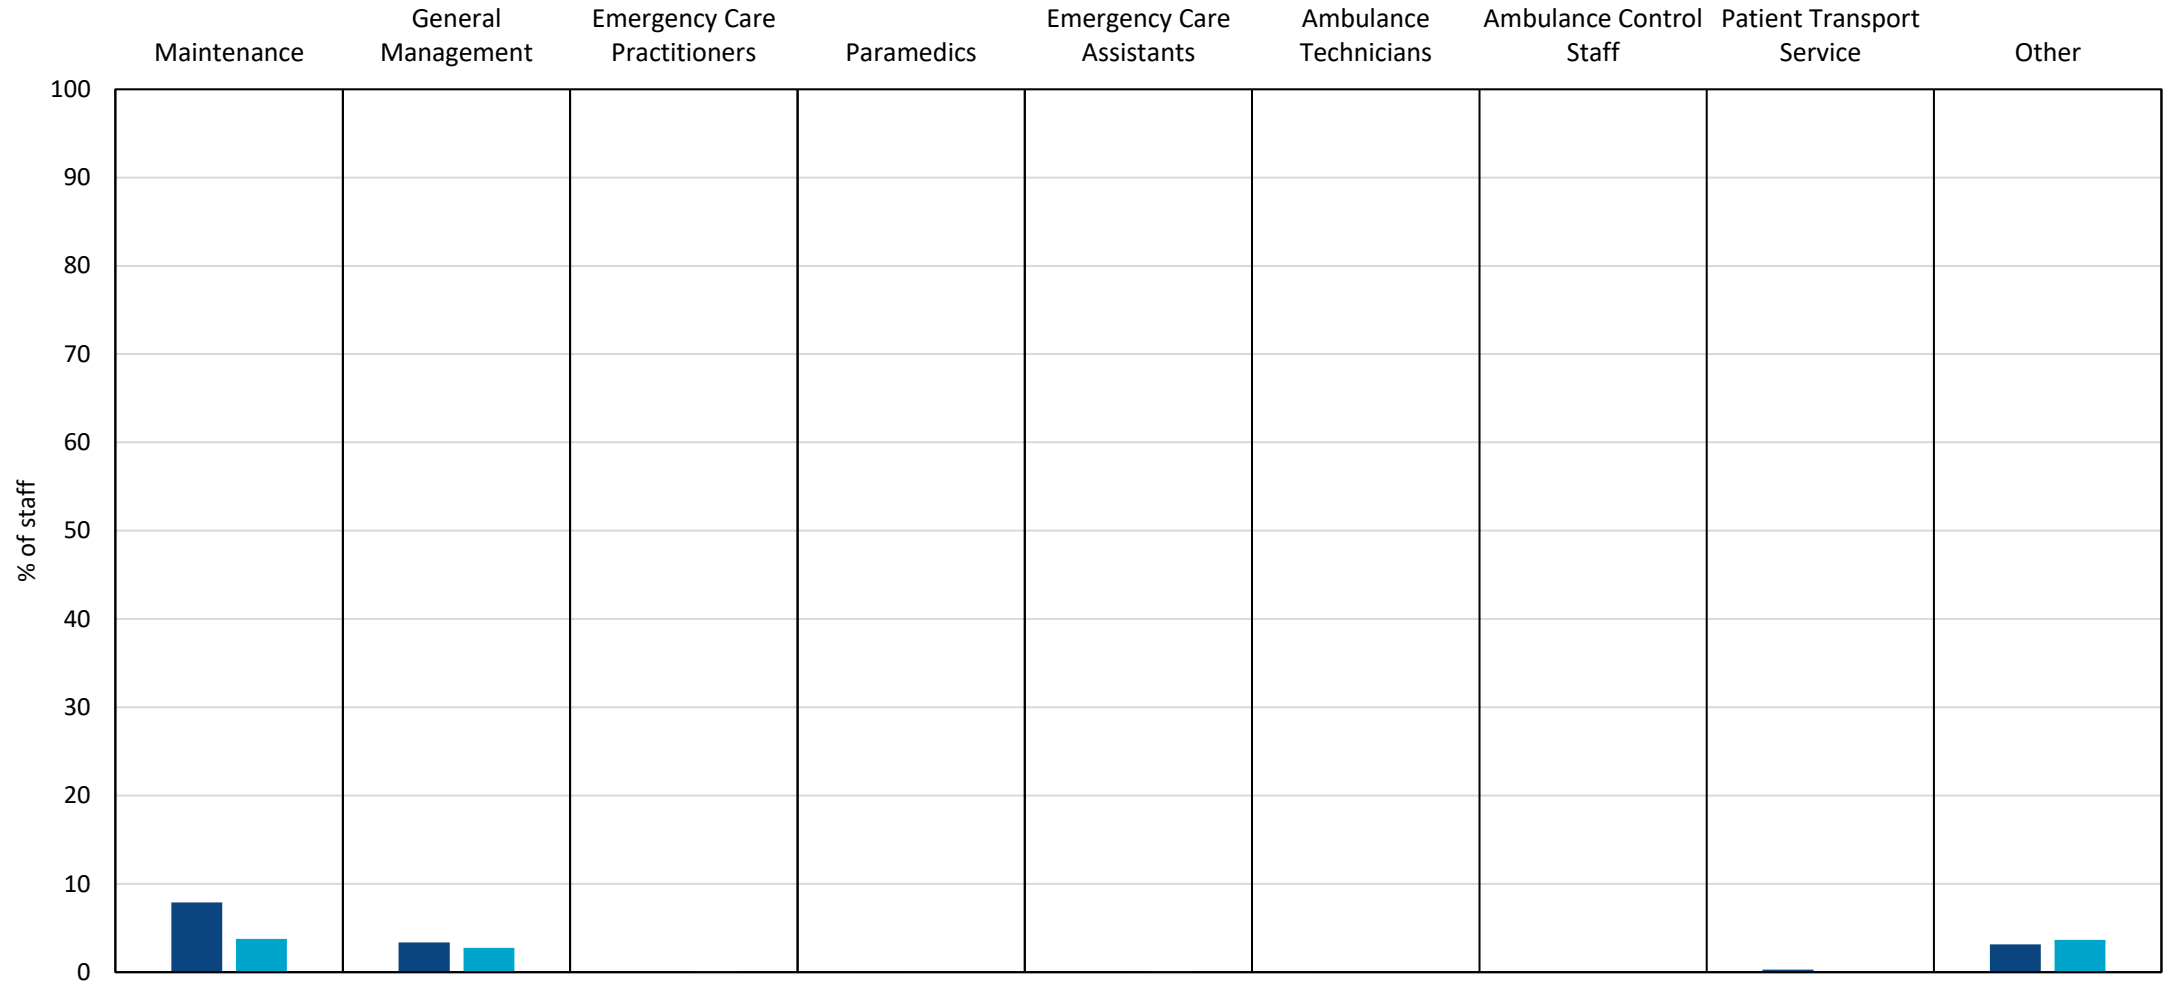 Maintenance
General
Management
Emergency Care
Practitioners
Paramedics
Emergency Care
Assistants
Ambulance
Technicians
Ambulance Control
Staff
Patient Transport
Service
Other
100
90
80
70
60
50
40
30
20
10
0
% of staff